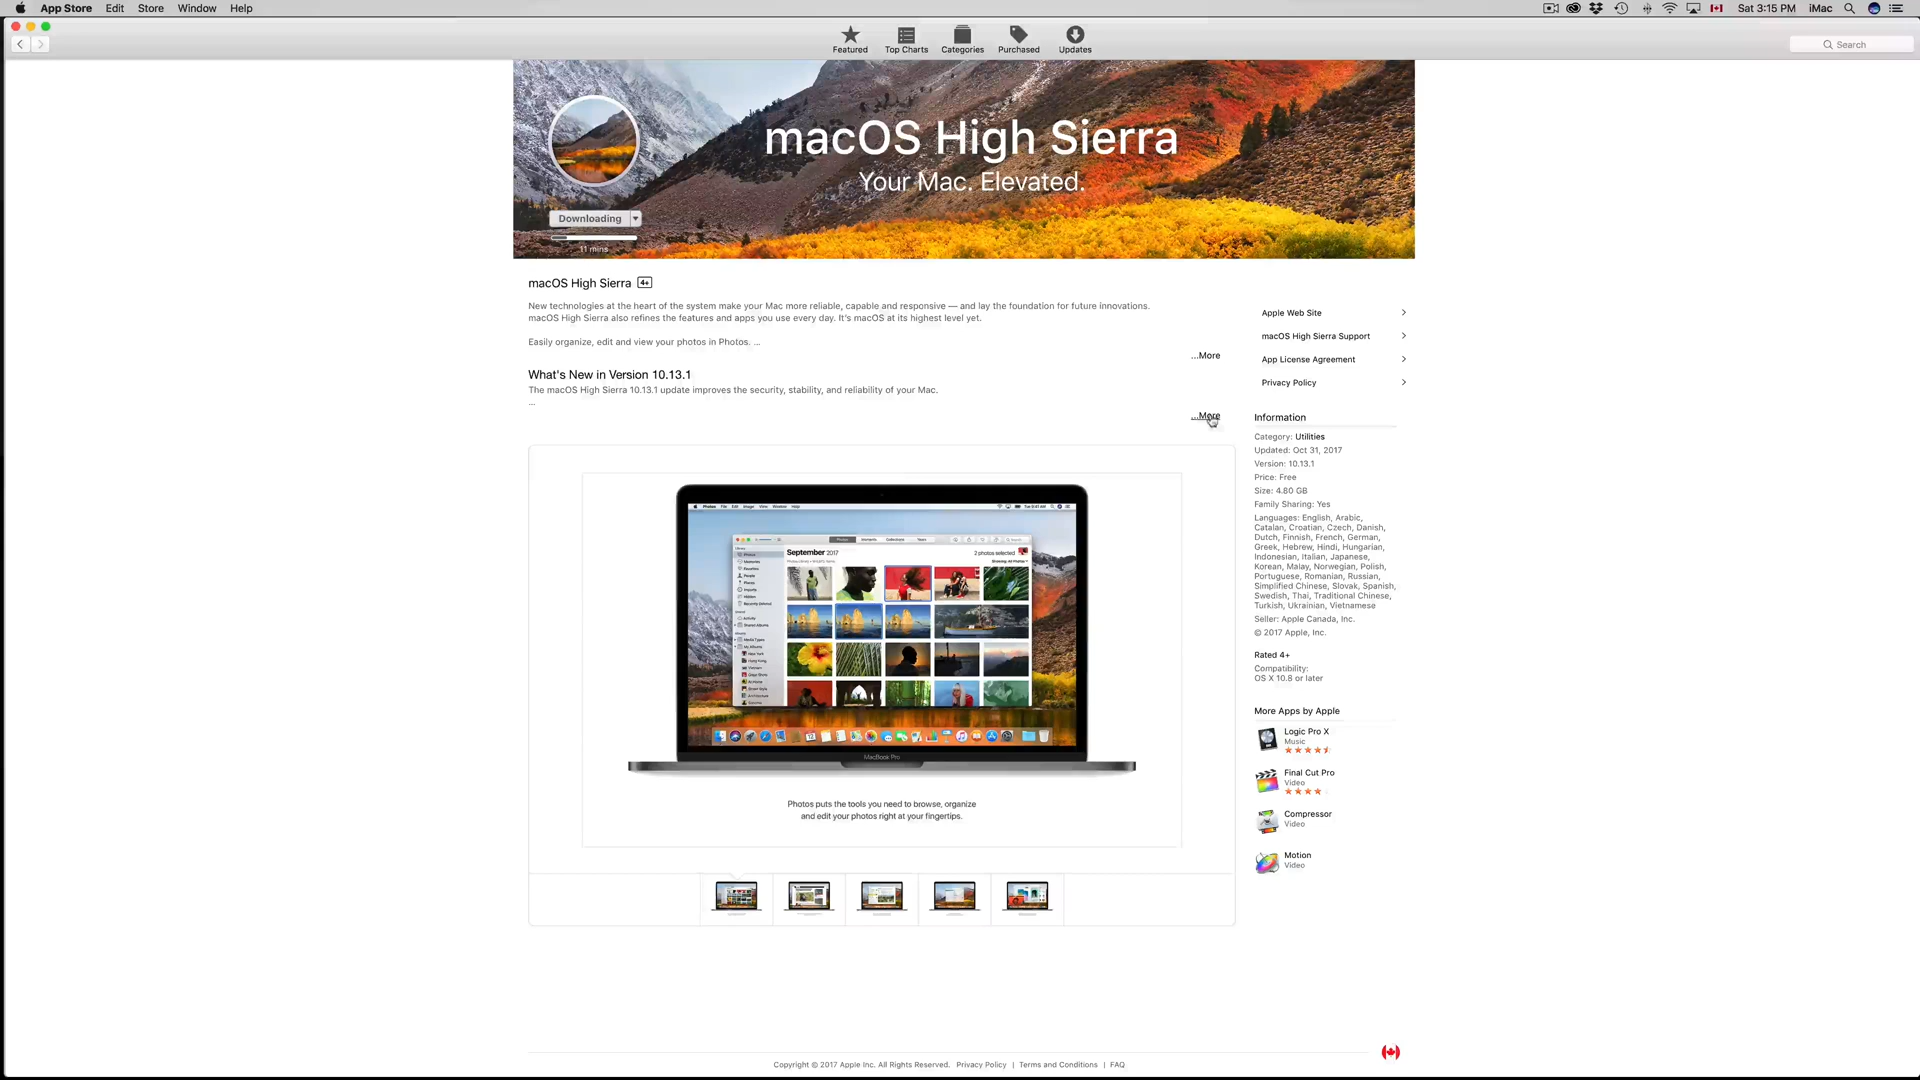 App Store Edit Store Window Help
Sat 3:15 PM iMac
Featured Top Charts Categories Purchased Updates
Search
macOS High Sierra
Your Mac. Elevated.
Downloading
11 mins
macOS High Sierra 4+
New technologies at the heart of the system make your Mac more reliable, capable and responsive — and lay the foundation for future innovations.
macOS High Sierra also refines the features and apps you use every day. It's macOS at its highest level yet.
Easily organize, edit and view your photos in Photos. ...
...More
What's New in Version 10.13.1
The macOS High Sierra 10.13.1 update improves the security, stability, and reliability of your Mac.
...
...More
September 2017
2 photos selected
MacBook Pro
Photos puts the tools you need to browse, organize
and edit your photos right at your fingertips.
Apple Web Site
macOS High Sierra Support
App License Agreement
Privacy Policy
Information
Category: Utilities
Updated: Oct 31, 2017
Version: 10.13.1
Price: Free
Size: 4.80 GB
Family Sharing: Yes
Languages: English, Arabic,
Catalan, Croatian, Czech, Danish,
Dutch, Finnish, French, German,
Greek, Hebrew, Hindi, Hungarian,
Indonesian, Italian, Japanese,
Korean, Malay, Norwegian, Polish,
Portuguese, Romanian, Russian,
Simplified Chinese, Slovak, Spanish,
Swedish, Thai, Traditional Chinese,
Turkish, Ukrainian, Vietnamese
Seller: Apple Canada, Inc.
© 2017 Apple, Inc.
Rated 4+
Compatibility:
OS X 10.8 or later
More Apps by Apple
Logic Pro X
Music
Final Cut Pro
Video
Compressor
Video
Motion
Video
Copyright © 2017 Apple Inc. All Rights Reserved. Privacy Policy | Terms and Conditions | FAQ